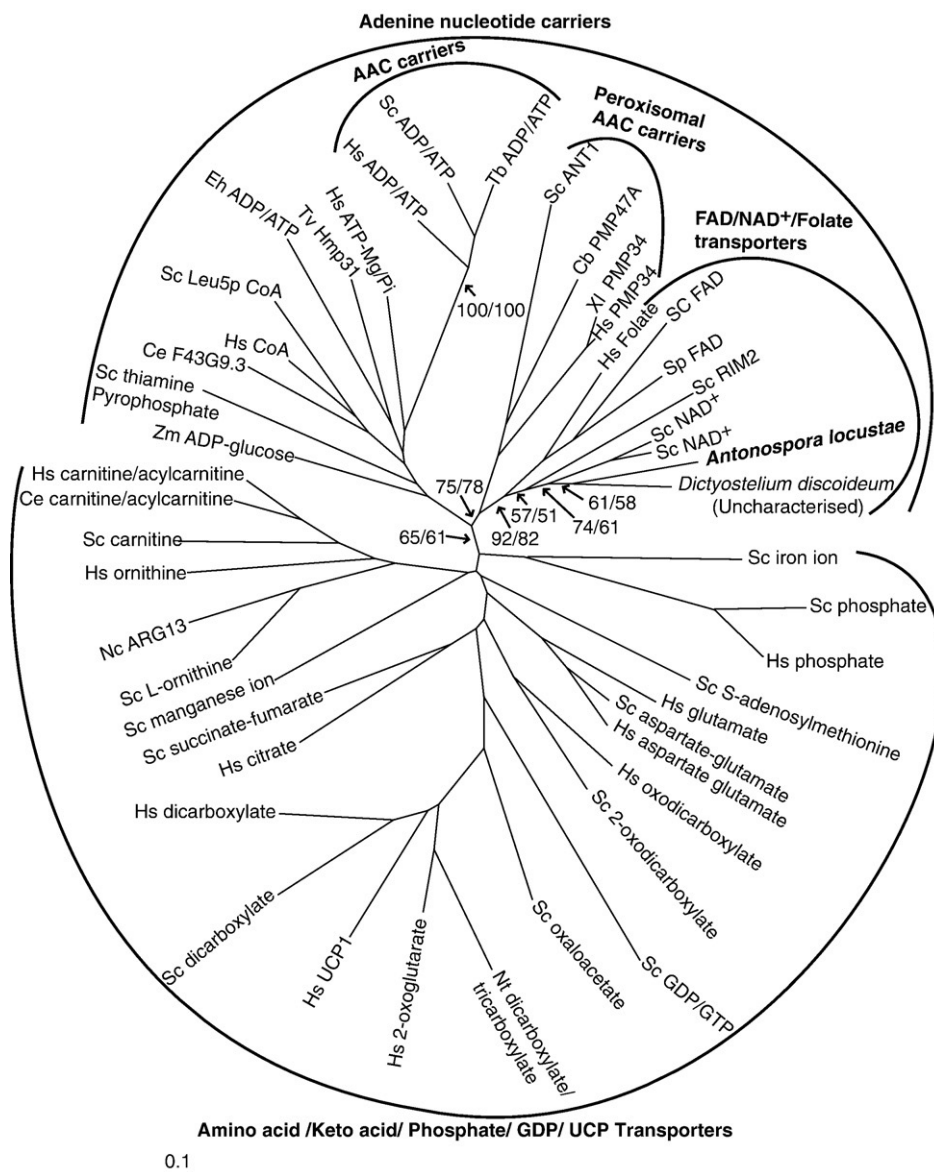 Adenine nucleotide carriers
AAC carriers
Peroxisomal
AAC carriers
FAD/NAD+/Folate
transporters
Sc ADP/ATP
Hs ADP/ATP
Tb ADP/ATP
Sc ANT1
Cb PMP47A
Xl PMP34
Hs PMP34
Hs Folate
SC FAD
Sp FAD
Sc RIM2
Sc NAD+
Sc NAD+
Antonospora locustae
Dictyostelium discoideum
(Uncharacterised)
Eh ADP/ATP
Tv Hmp31
Hs ATP-Mg/Pi
Sc Leu5p CoA
Hs CoA
Ce F43G9.3
Sc thiamine
Pyrophosphate
Zm ADP-glucose
100/100
75/78
65/61
92/82
57/51
74/61
61/58
Hs carnitine/acylcarnitine
Ce carnitine/acylcarnitine
Sc carnitine
Hs ornithine
Nc ARG13
Sc L-ornithine
Sc manganese ion
Sc succinate-fumarate
Hs citrate
Hs dicarboxylate
Sc dicarboxylate
Hs UCP1
Hs 2-oxoglutarate
Nt dicarboxylate/
tricarboxylate
Sc oxaloacetate
Sc GDP/GTP
Sc 2-oxodicarboxylate
Hs oxodicarboxylate
Hs aspartate glutamate
Sc aspartate-glutamate
Hs glutamate
Sc S-adenosylmethionine
Hs phosphate
Sc phosphate
Sc iron ion
Amino acid /Keto acid/ Phosphate/ GDP/ UCP Transporters
0.1